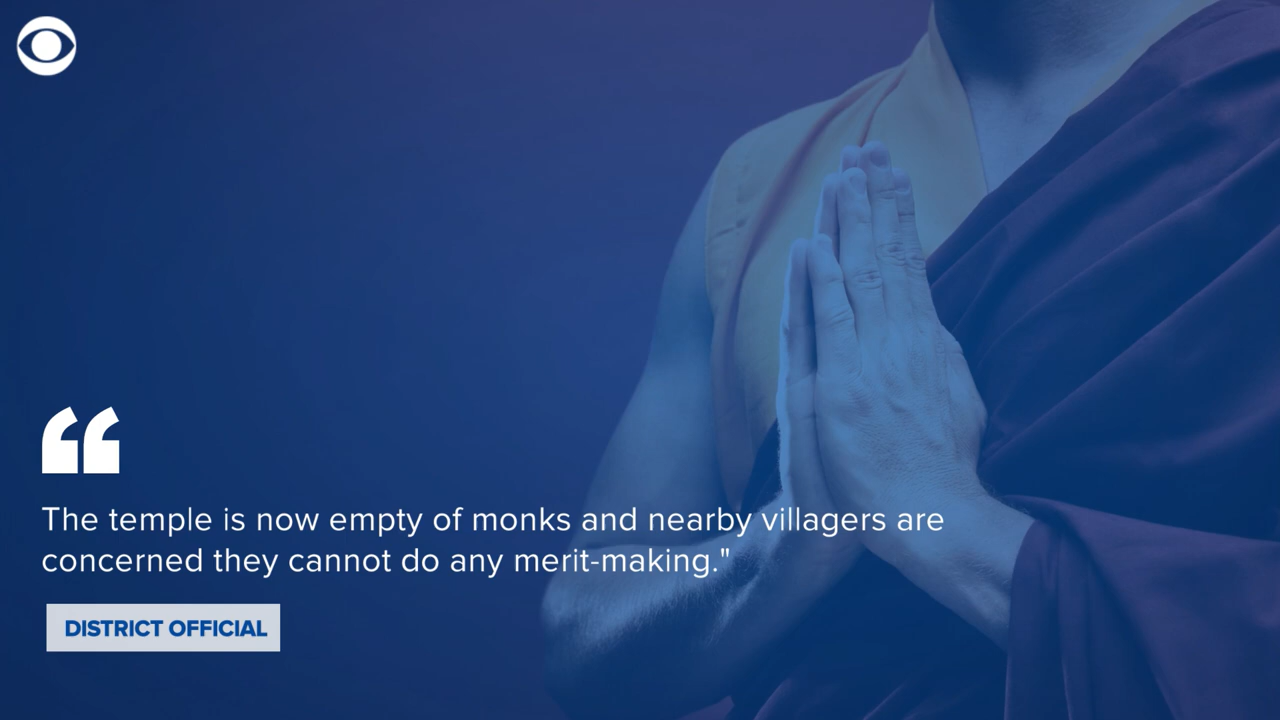 “
The temple is now empty of monks and nearby villagers are
concerned they cannot do any merit-making."
DISTRICT OFFICIAL